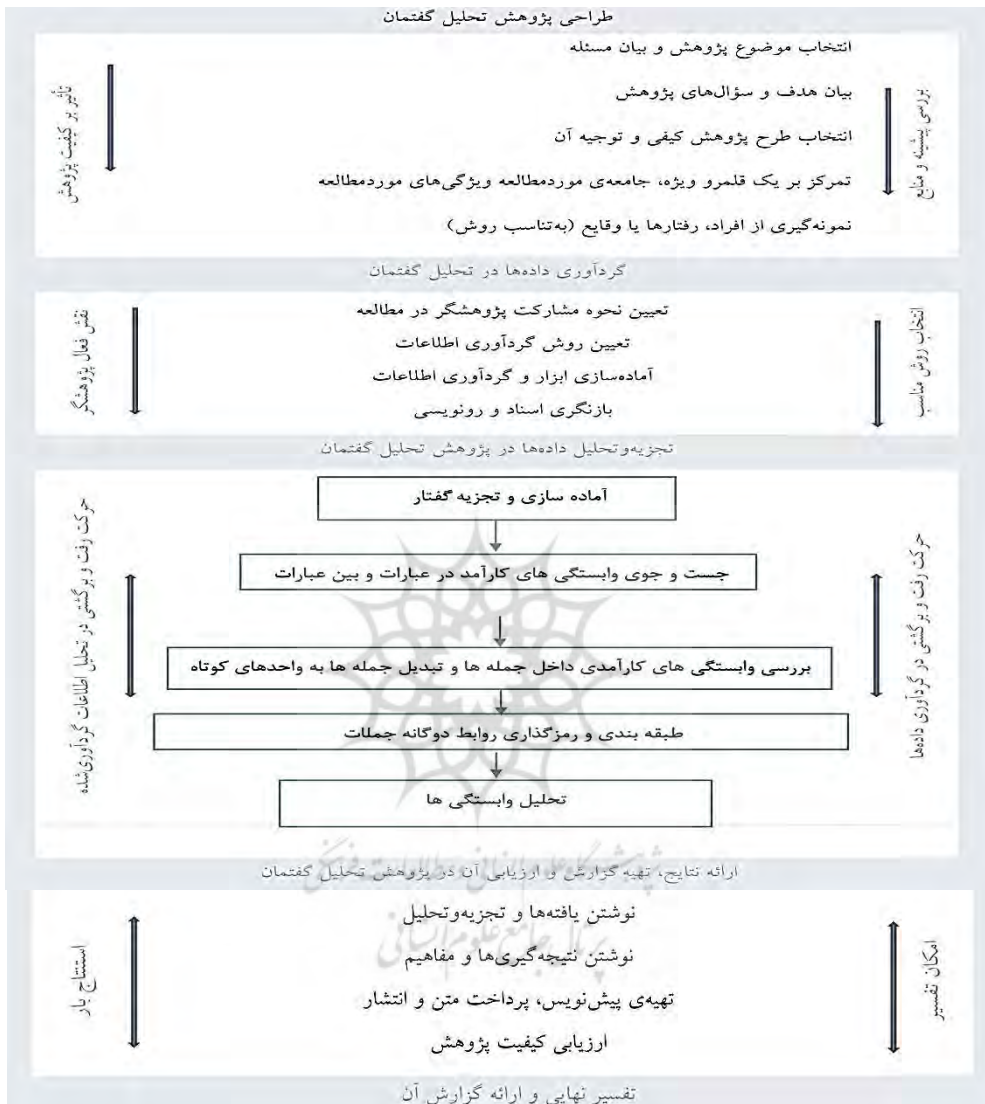 طراحی پژوهش تحلیل گفتمان
بررسی پیشینه و منابع
انتخاب موضوع پژوهش و بیان مسئله
بیان هدف و سؤال‌های پژوهش
انتخاب طرح پژوهش کیفی و توجیه آن
تمرکز بر یک قلمرو ویژه، جامعه‌ی موردمطالعه ویژگی‌های موردمطالعه
نمونه‌گیری از افراد، رفتارها یا وقایع (به‌تناسب روش)
تأثیر بر کیفیت پژوهش
گردآوری داده‌ها در تحلیل گفتمان
انتخاب روش مناسب
تعیین نحوه مشارکت پژوهشگر در مطالعه
تعیین روش گردآوری اطلاعات
آماده‌سازی ابزار و گردآوری اطلاعات
بازنگری اسناد و رونویسی
نقش فعال پژوهشگر
تجزیه‌وتحلیل داده‌ها در پژوهش تحلیل گفتمان
حرکت رفت و برگشتی در گردآوری داده‌ها
آماده سازی و تجزیه گفتار
جست و جوی وابستگی های کارآمد در عبارات و بین عبارات
بررسی وابستگی های کارآمدی داخل جمله ها و تبدیل جمله ها به واحدهای کوتاه
طبقه بندی و رمزگذاری روابط دوگانه جملات
تحلیل وابستگی ها
حرکت رفت و برگشتی در تحلیل اطلاعات گردآوری‌شده
پژوهشگاه علوم انسانی و مطالعات فرهنگی
ارائه نتایج، تهیه گزارش و ارزیابی آن در پژوهش تحلیل گفتمان
امکان تفسیر
نوشتن یافته‌ها و تجزیه‌وتحلیل
پرتال جامع علوم انسانی
نوشتن نتیجه‌گیری‌ها و مفاهیم
تهیه‌ی پیش‌نویس، پرداخت متن و انتشار
ارزیابی کیفیت پژوهش
استنتاج بار
تفسیر نهایی و ارائه گزارش آن